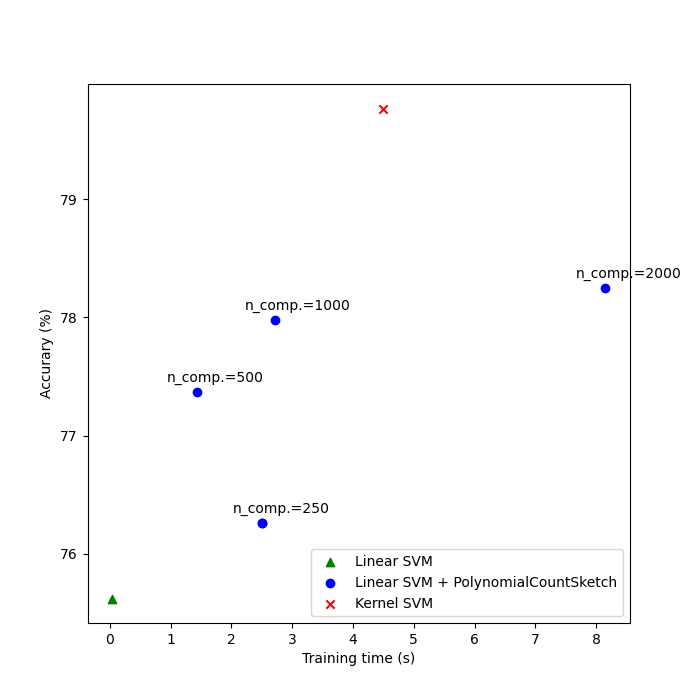 79
78
77
76
Accurary (%)
n_comp.=2000
n_comp.=1000
n_comp.=500
n_comp.=250
Linear SVM
Linear SVM + PolynomialCountSketch
Kernel SVM
0 1 2 3 4 5 6 7 8
Training time (s)